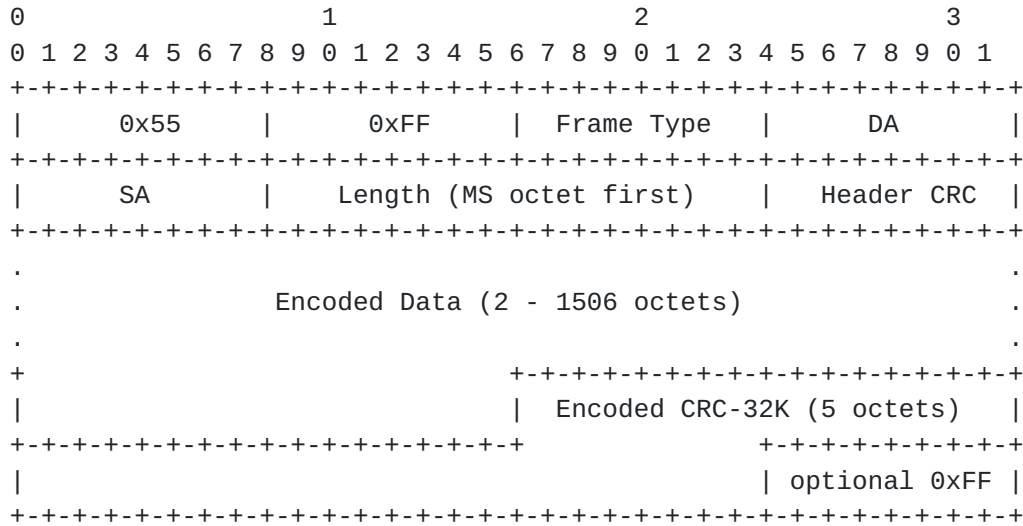 0                   1                   2                   3
0 1 2 3 4 5 6 7 8 9 0 1 2 3 4 5 6 7 8 9 0 1 2 3 4 5 6 7 8 9 0 1
+-+-+-+-+-+-+-+-+-+-+-+-+-+-+-+-+-+-+-+-+-+-+-+-+-+-+-+-+-+-+-+-+
|      0x55     |      0xFF     |  Frame Type   |      DA       |
+-+-+-+-+-+-+-+-+-+-+-+-+-+-+-+-+-+-+-+-+-+-+-+-+-+-+-+-+-+-+-+-+
|      SA       |    Length (MS octet first)    |   Header CRC  |
+-+-+-+-+-+-+-+-+-+-+-+-+-+-+-+-+-+-+-+-+-+-+-+-+-+-+-+-+-+-+-+-+
.                                                               .
.                Encoded Data (2 - 1506 octets)                 .
.                                                               .
+                               +-+-+-+-+-+-+-+-+-+-+-+-+-+-+-+-+
|                               |  Encoded CRC-32K (5 octets)   |
+-+-+-+-+-+-+-+-+-+-+-+-+-+-+-+-+               +-+-+-+-+-+-+-+-+
|                                               | optional 0xFF |
+-+-+-+-+-+-+-+-+-+-+-+-+-+-+-+-+-+-+-+-+-+-+-+-+-+-+-+-+-+-+-+-+